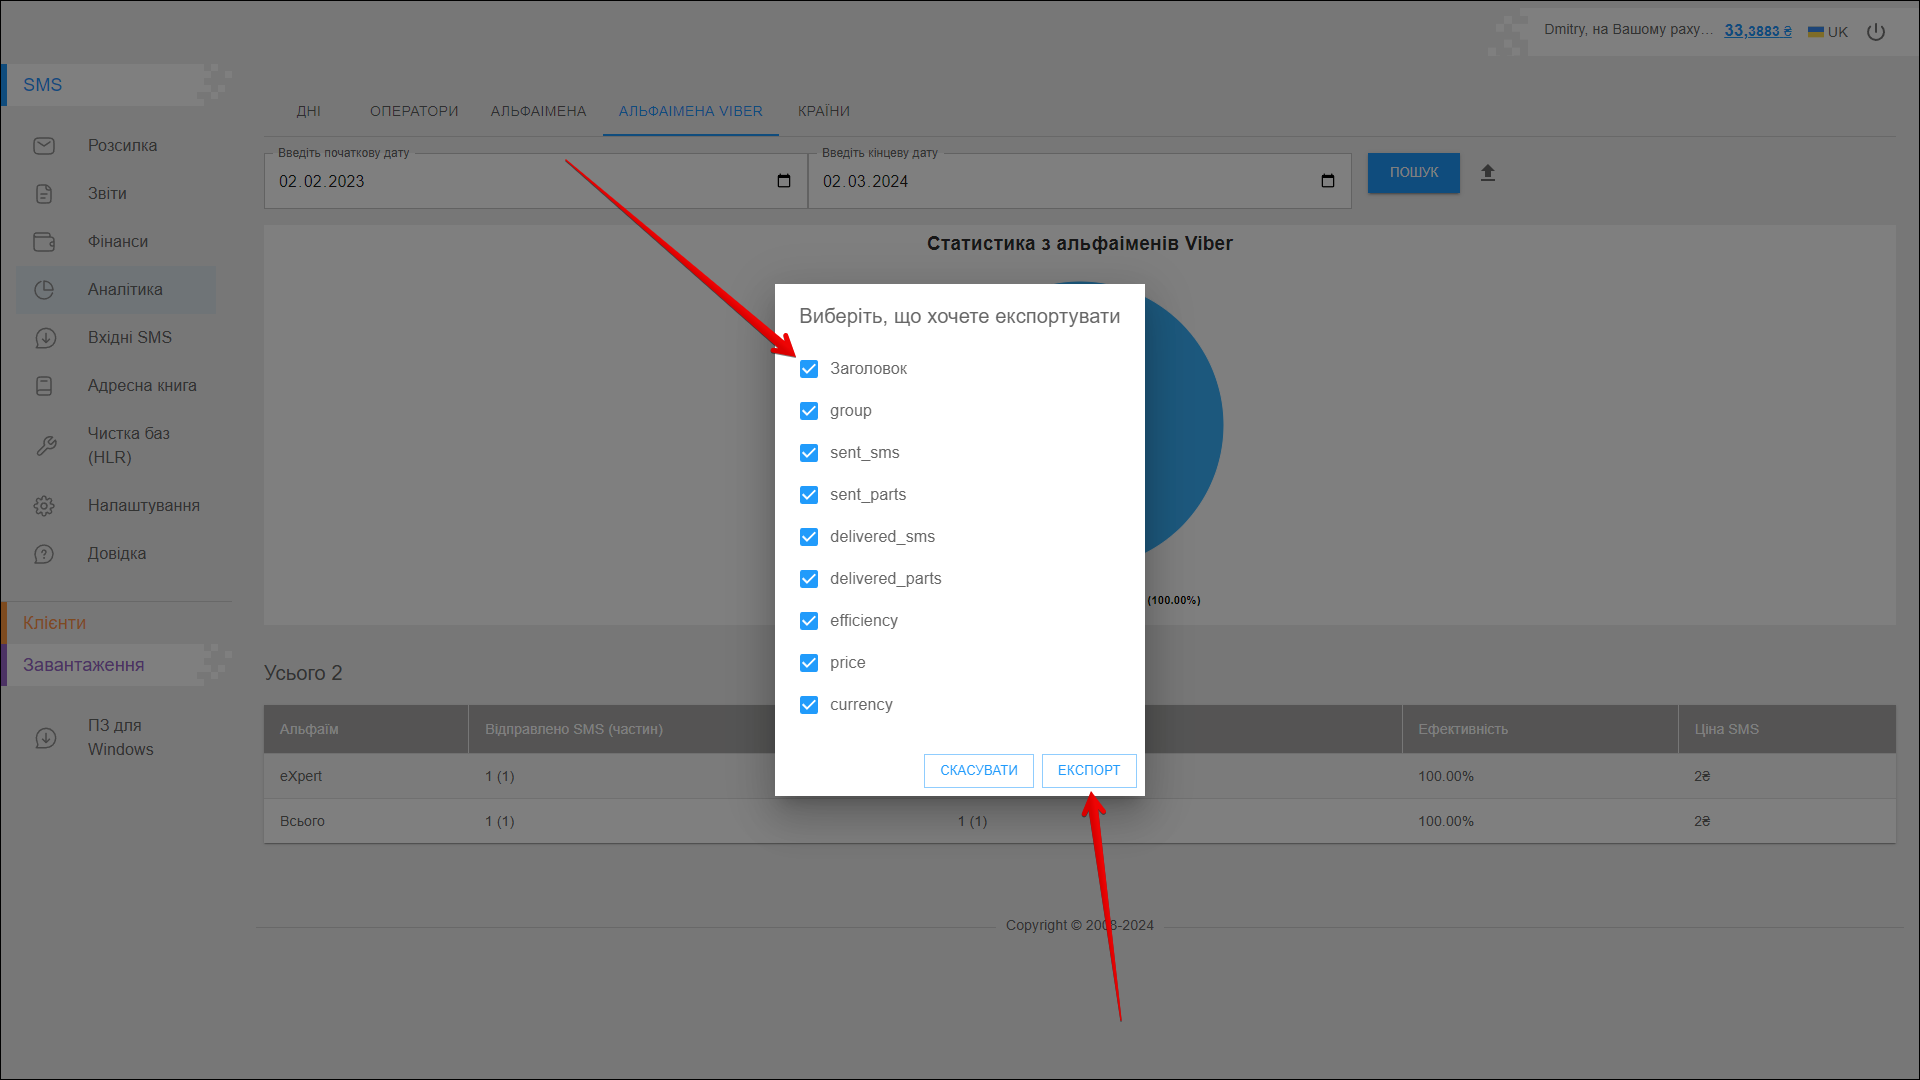 Dmitry, на Вашому раху... 33,3883 ₴ UK
SMS
Розсилка
Звіти
Фінанси
Аналітика
Вхідні SMS
Адресна книга
Чистка баз
(HLR)
Налаштування
Довідка
Клієнти
Завантаження
ПЗ для
Windows
ДНІ ОПЕРАТОРИ АЛЬФАІМЕНА АЛЬФАІМЕНА VIBER КРАЇНИ
Введіть початкову дату Введіть кінцеву дату
02.02.2023 02.03.2024 ПОШУК
Статистика з альфаіменів Viber
(100.00%)
Виберіть, що хочете експортувати
Заголовок
group
sent_sms
sent_parts
delivered_sms
delivered_parts
efficiency
price
currency
СКАСУВАТИ ЕКСПОРТ
Усього 2
Альфаім Відправлено SMS (частин) Ефективність Ціна SMS
eXpert 1 (1) 100.00% 2₴
Всього 1 (1) 1 (1) 100.00% 2₴
Copyright © 2008-2024